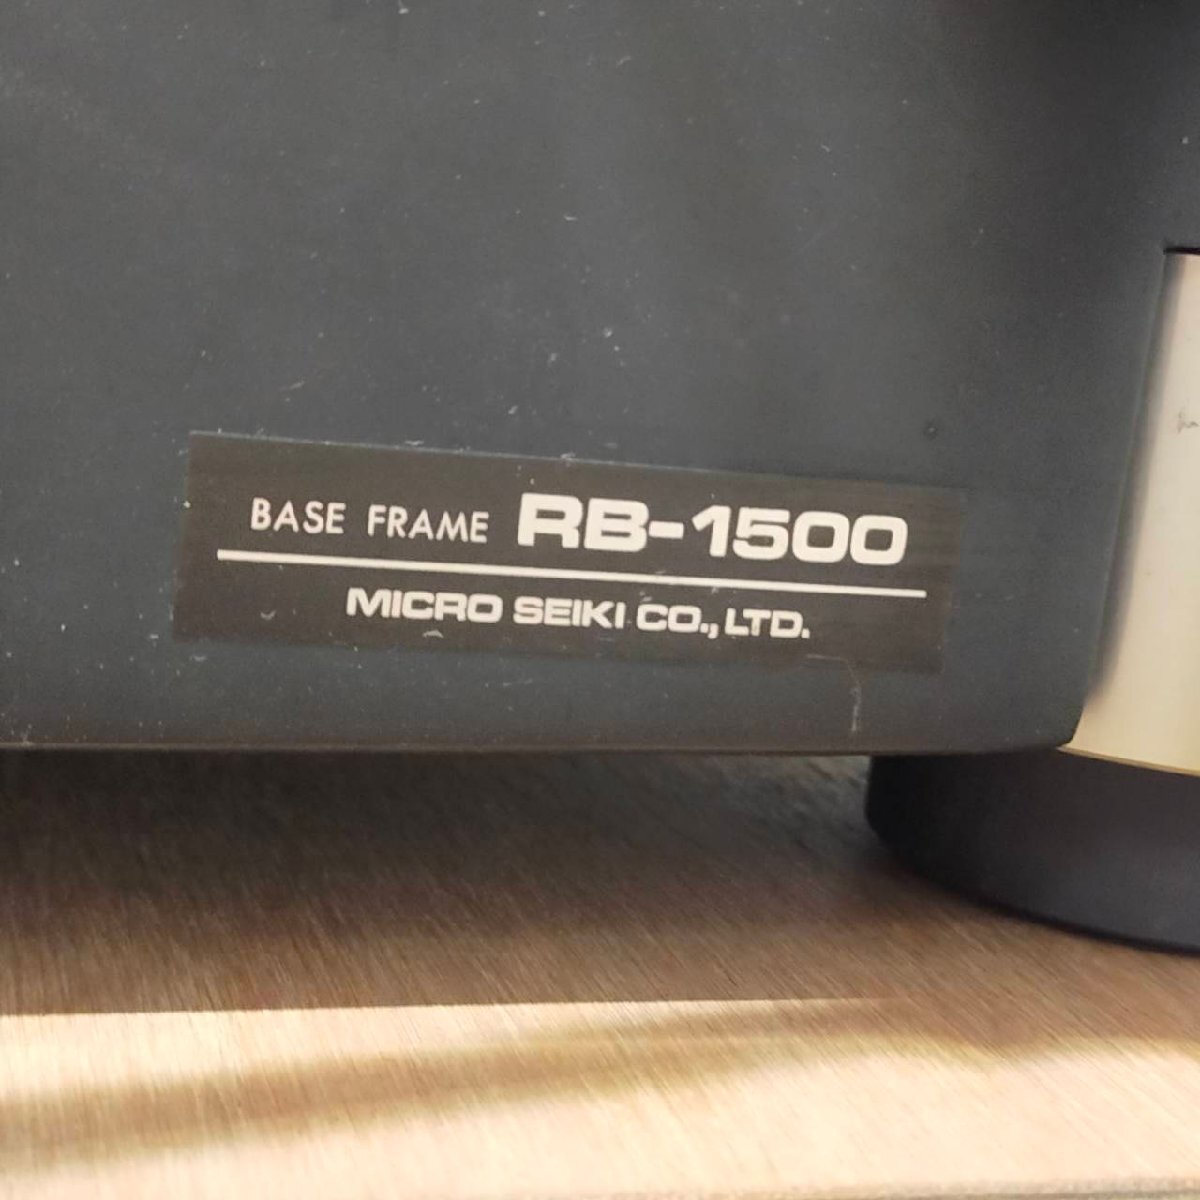 BASE FRAME RB-1500
MICRO SEIKI CO., LTD.